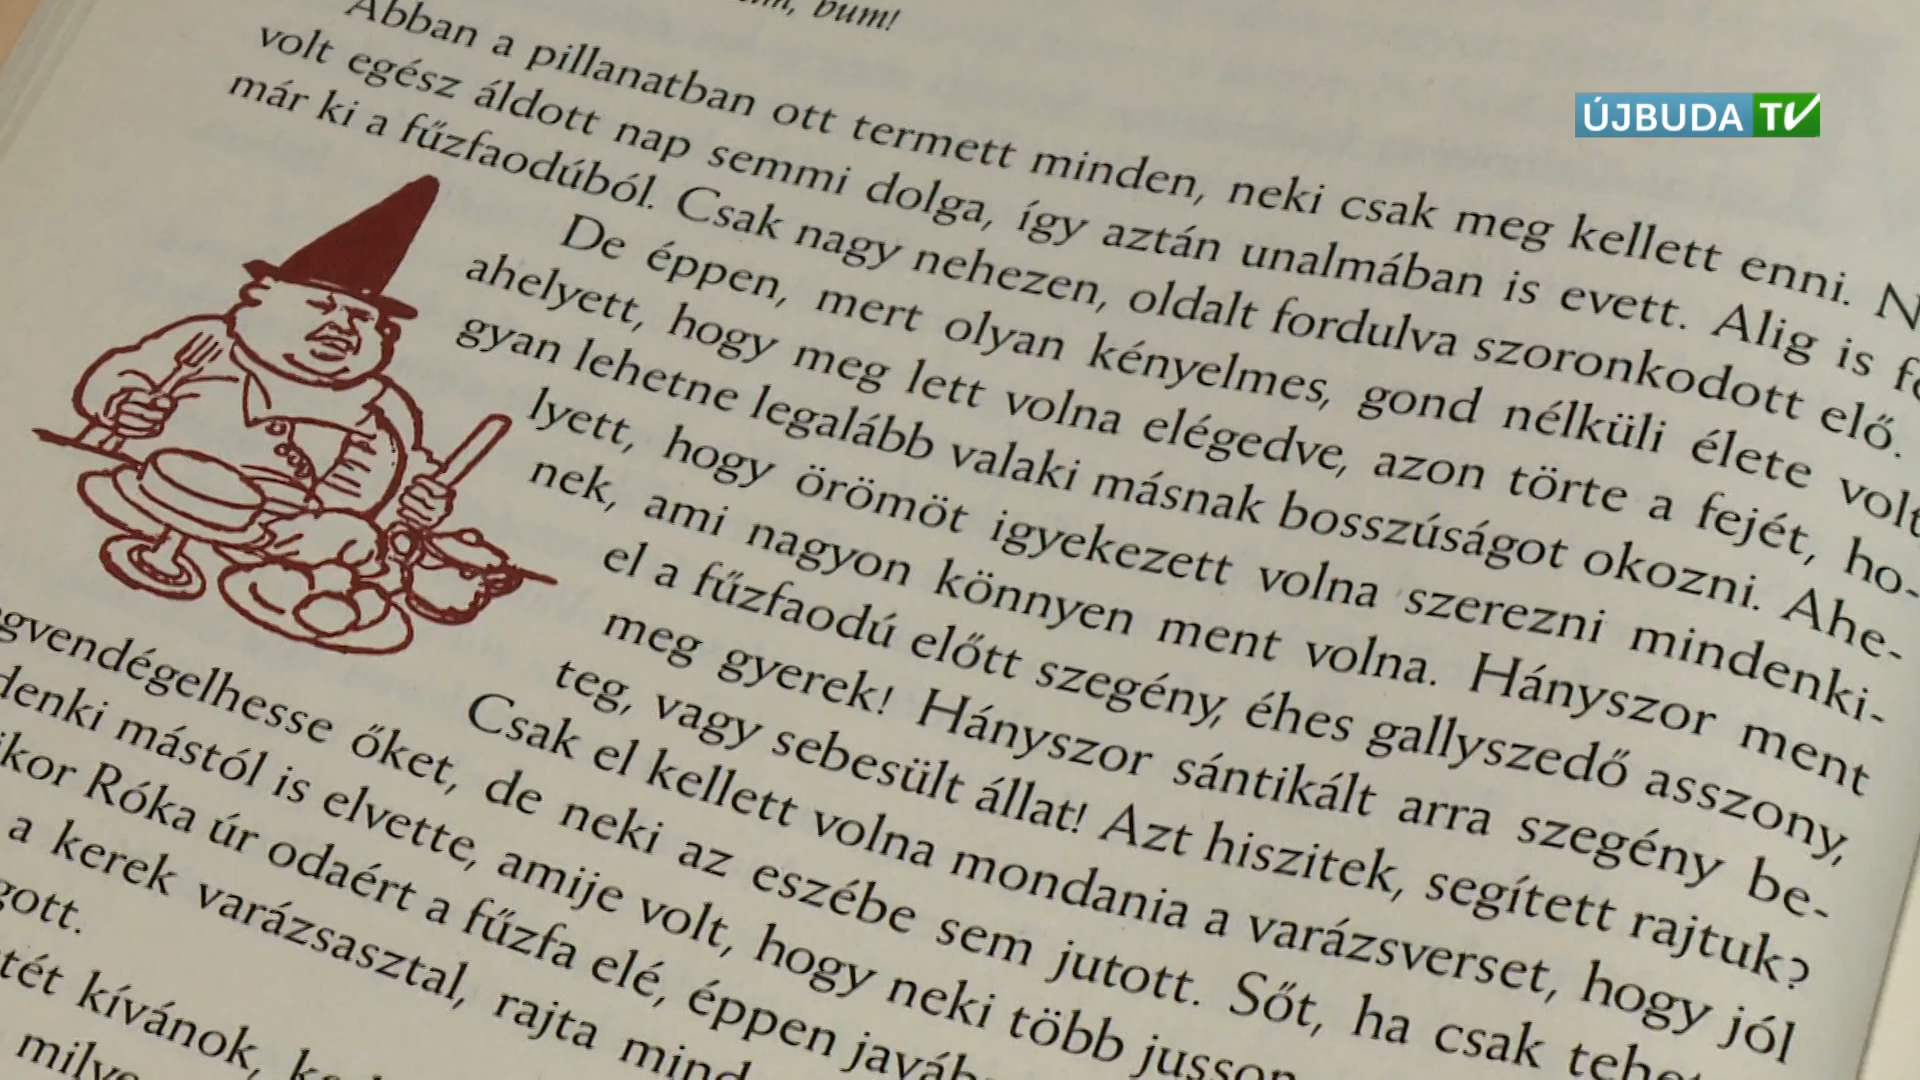 bum!
ÚJBUDA TV
Abban a pillanatban ott termett minden, neki csak meg kellett enni. N
volt egész áldott nap semmi dolga, így aztán unalmában is evett. Alig is
már ki a fűzfaodúból. Csak nagy nehezen, oldalt fordulva szoronkodott elő.
De éppen, mert olyan kényelmes, gond nélküli élete volt
ahelyett, hogy meg lett volna elégedve, azon törte a fejét, ho-
gyan lehetne legalább valaki másnak bosszúságot okozni. Ahe-
lyett, hogy örömöt igyekezett volna szerezni mindenki-
nek, ami nagyon könnyen ment volna. Hányszor ment
el a fűzfaodú előtt szegény, éhes gallyszedő asszony,
meg gyerek! Hányszor sántikált arra szegény be-
teg, vagy sebesült állat! Azt hiszitek, segített rajtuk?
Csak el kellett volna mondania a varázsverset, hogy jól
gvendégelhesse őket, de neki az eszébe sem jutott. Sőt, ha csak tehet
denki mástól is elvette, amije volt, hogy neki több jusson
ikor Róka úr odaért a fűzfa elé, éppen javáb
a kerek varázsasztal, rajta mind
gott.
tét kívánok, ke
milye